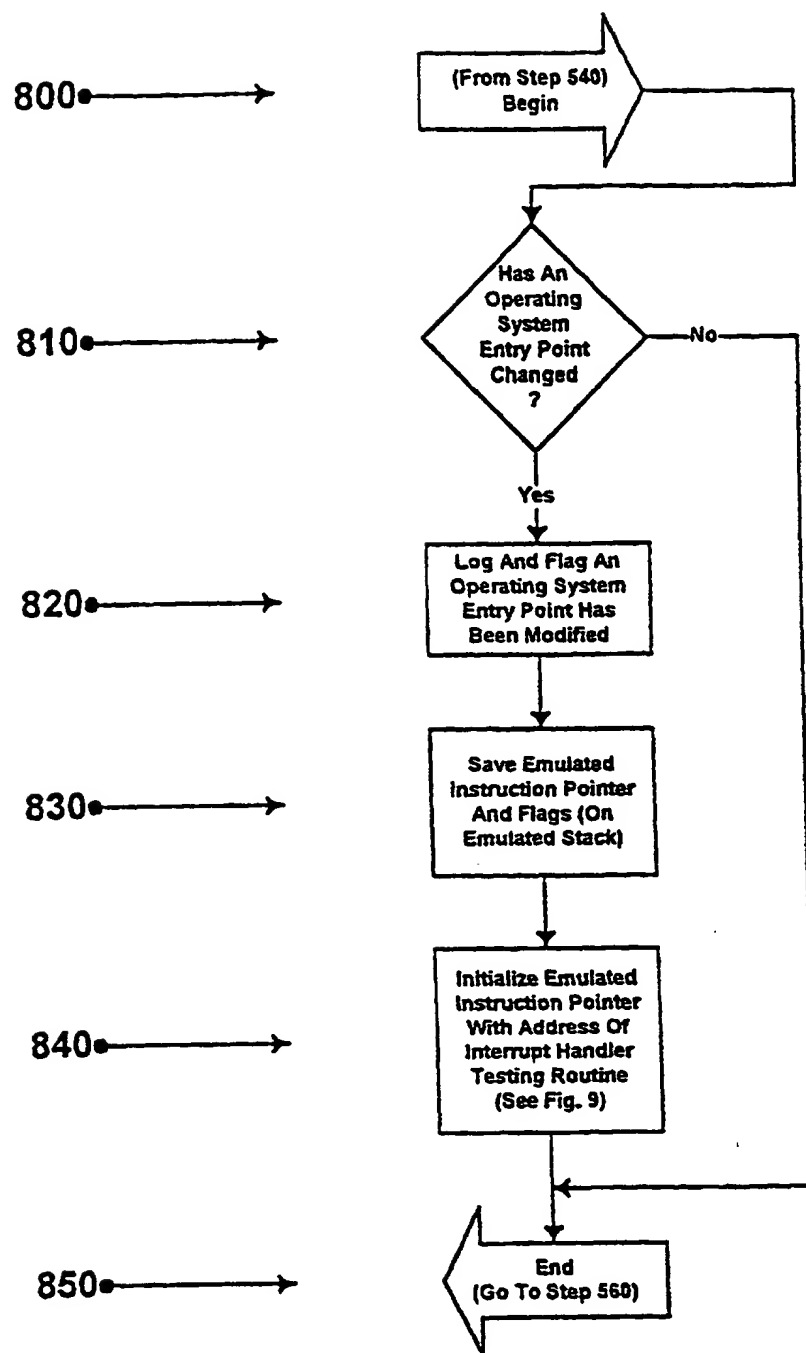 800
(From Step 540)
Begin
810
Has An
Operating
System
Entry Point
Changed
?
No
Yes
820
Log And Flag An
Operating System
Entry Point Has
Been Modified
830
Save Emulated
Instruction Pointer
And Flags (On
Emulated Stack)
840
Initialize Emulated
Instruction Pointer
With Address Of
Interrupt Handler
Testing Routine
(See Fig. 9)
850
End
(Go To Step 560)